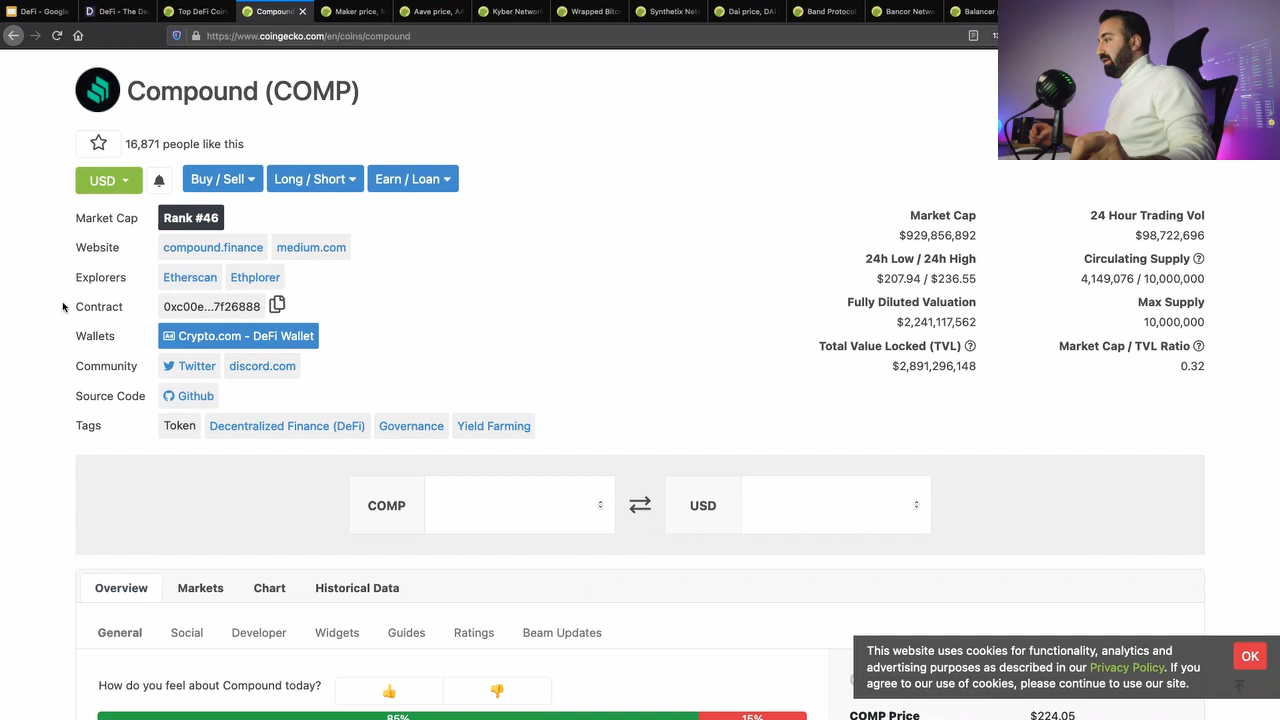 DeFi - Google
DeFi - The De
Top DeFi Coin
Compound
Maker price, M
Aave price, AA
Kyber Network
Wrapped Bitc
Synthetix Net
Dai price, DAI
Band Protocol
Bancor Netwo
Balancer
https://www.coingecko.com/en/coins/compound
Compound (COMP)
16,871 people like this
USD
Buy / Sell
Long / Short
Earn / Loan
Market Cap
Rank #46
Website
compound.finance
medium.com
Explorers
Etherscan
Ethplorer
Contract
0xc00e...7f26888
Wallets
Ad
Crypto.com - DeFi Wallet
Community
Twitter
discord.com
Source Code
Github
Tags
Token
Decentralized Finance (DeFi)
Governance
Yield Farming
Market Cap
$929,856,892
24h Low / 24h High
$207.94 / $236.55
Fully Diluted Valuation
$2,241,117,562
Total Value Locked (TVL)
$2,891,296,148
24 Hour Trading Vol
$98,722,696
Circulating Supply
4,149,076 / 10,000,000
Max Supply
10,000,000
Market Cap / TVL Ratio
0.32
COMP
USD
Overview
Markets
Chart
Historical Data
General
Social
Developer
Widgets
Guides
Ratings
Beam Updates
How do you feel about Compound today?
85%
15%
This website uses cookies for functionality, analytics and
advertising purposes as described in our Privacy Policy. If you
agree to our use of cookies, please continue to use our site.
OK
COMP Price
$224.05